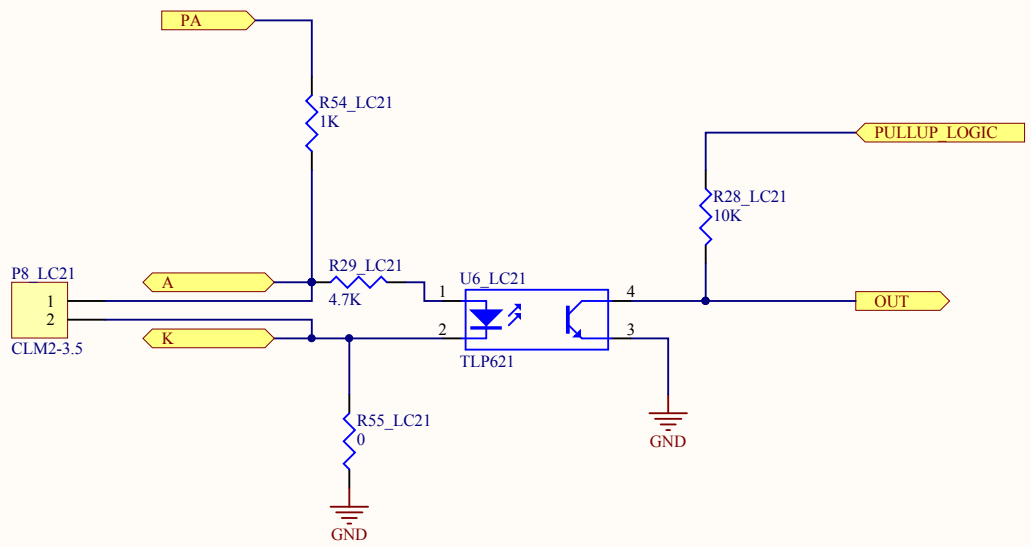 PA
R54_LC21
1K
PULLUP_LOGIC
R28_LC21
10K
P8_LC21
1
2
CLM2-3.5
A
K
R29_LC21
4.7K
U6_LC21
1
2
4
3
TLP621
OUT
R55_LC21
0
GND
GND